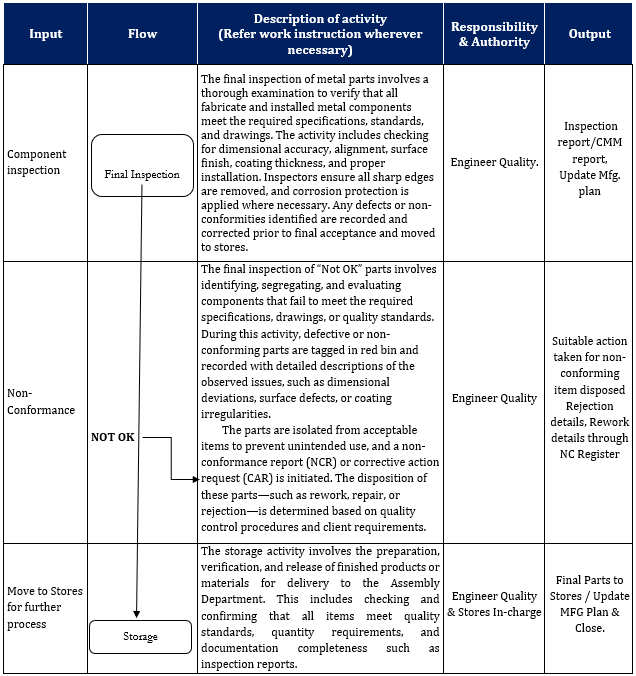 Input
Flow
Description of activity
(Refer work instruction wherever
necessary)
Responsibility
& Authority
Output
Component
inspection
Final Inspection
The final inspection of metal parts involves a
thorough examination to verify that all
fabricate and installed metal components
meet the required specifications, standards,
and drawings. The activity includes checking
for dimensional accuracy, alignment, surface
finish, coating thickness, and proper
installation. Inspectors ensure all sharp edges
are removed, and corrosion protection is
applied where necessary. Any defects or non-
conformities identified are recorded and
corrected prior to final acceptance and moved
to stores.
Engineer Quality.
Inspection
report/CMM
report,
Update Mfg.
plan
Non-
Conformance
NOT OK
The final inspection of “Not OK” parts involves
identifying, segregating, and evaluating
components that fail to meet the required
specifications, drawings, or quality standards.
During this activity, defective or non-
conforming parts are tagged in red bin and
recorded with detailed descriptions of the
observed issues, such as dimensional
deviations, surface defects, or coating
irregularities.
The parts are isolated from acceptable
items to prevent unintended use, and a non-
conformance report (NCR) or corrective action
request (CAR) is initiated. The disposition of
these parts—such as rework, repair, or
rejection—is determined based on quality
control procedures and client requirements.
Engineer Quality
Suitable action
taken for non-
conforming
item disposed
Rejection
details, Rework
details through
NC Register
Move to Stores
for further
process
Storage
The storage activity involves the preparation,
verification, and release of finished products or
materials for delivery to the Assembly
Department. This includes checking and
confirming that all items meet quality
standards, quantity requirements, and
documentation completeness such as
inspection reports.
Engineer Quality
& Stores In-charge
Final Parts to
Stores / Update
MFG Plan &
Close.